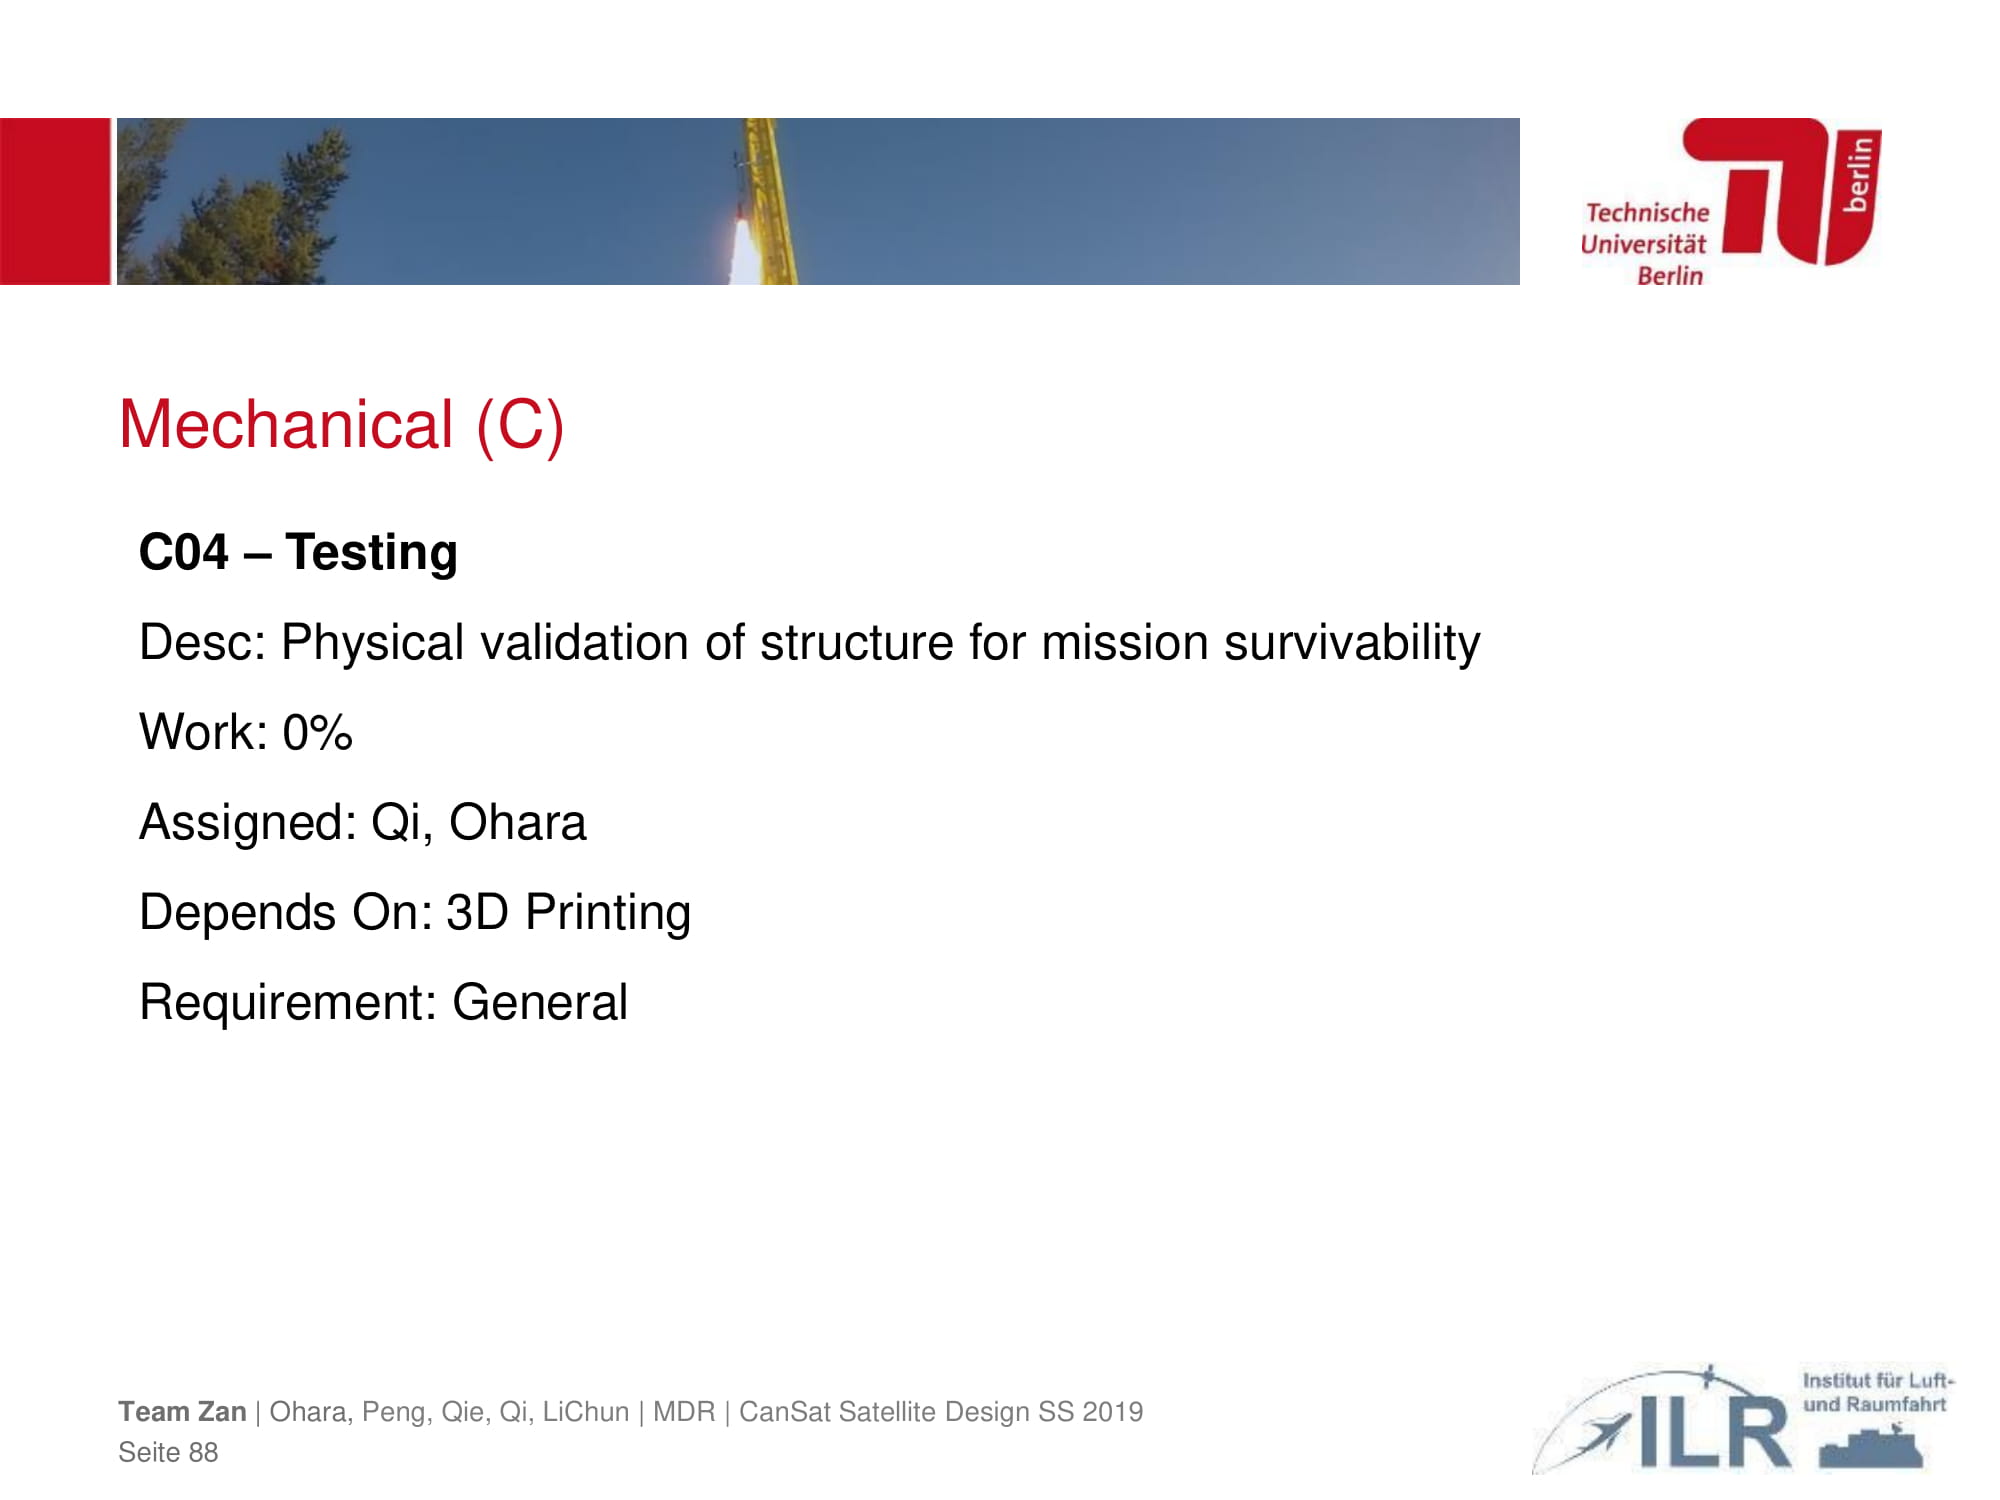 berlin
Technische
Universität
Berlin
Mechanical (C)
C04 – Testing
Desc: Physical validation of structure for mission survivability
Work: 0%
Assigned: Qi, Ohara
Depends On: 3D Printing
Requirement: General
Team Zan | Ohara, Peng, Qie, Qi, LiChun | MDR | CanSat Satellite Design SS 2019
Seite 88
ILR
Institut für Luft-
und Raumfahrt